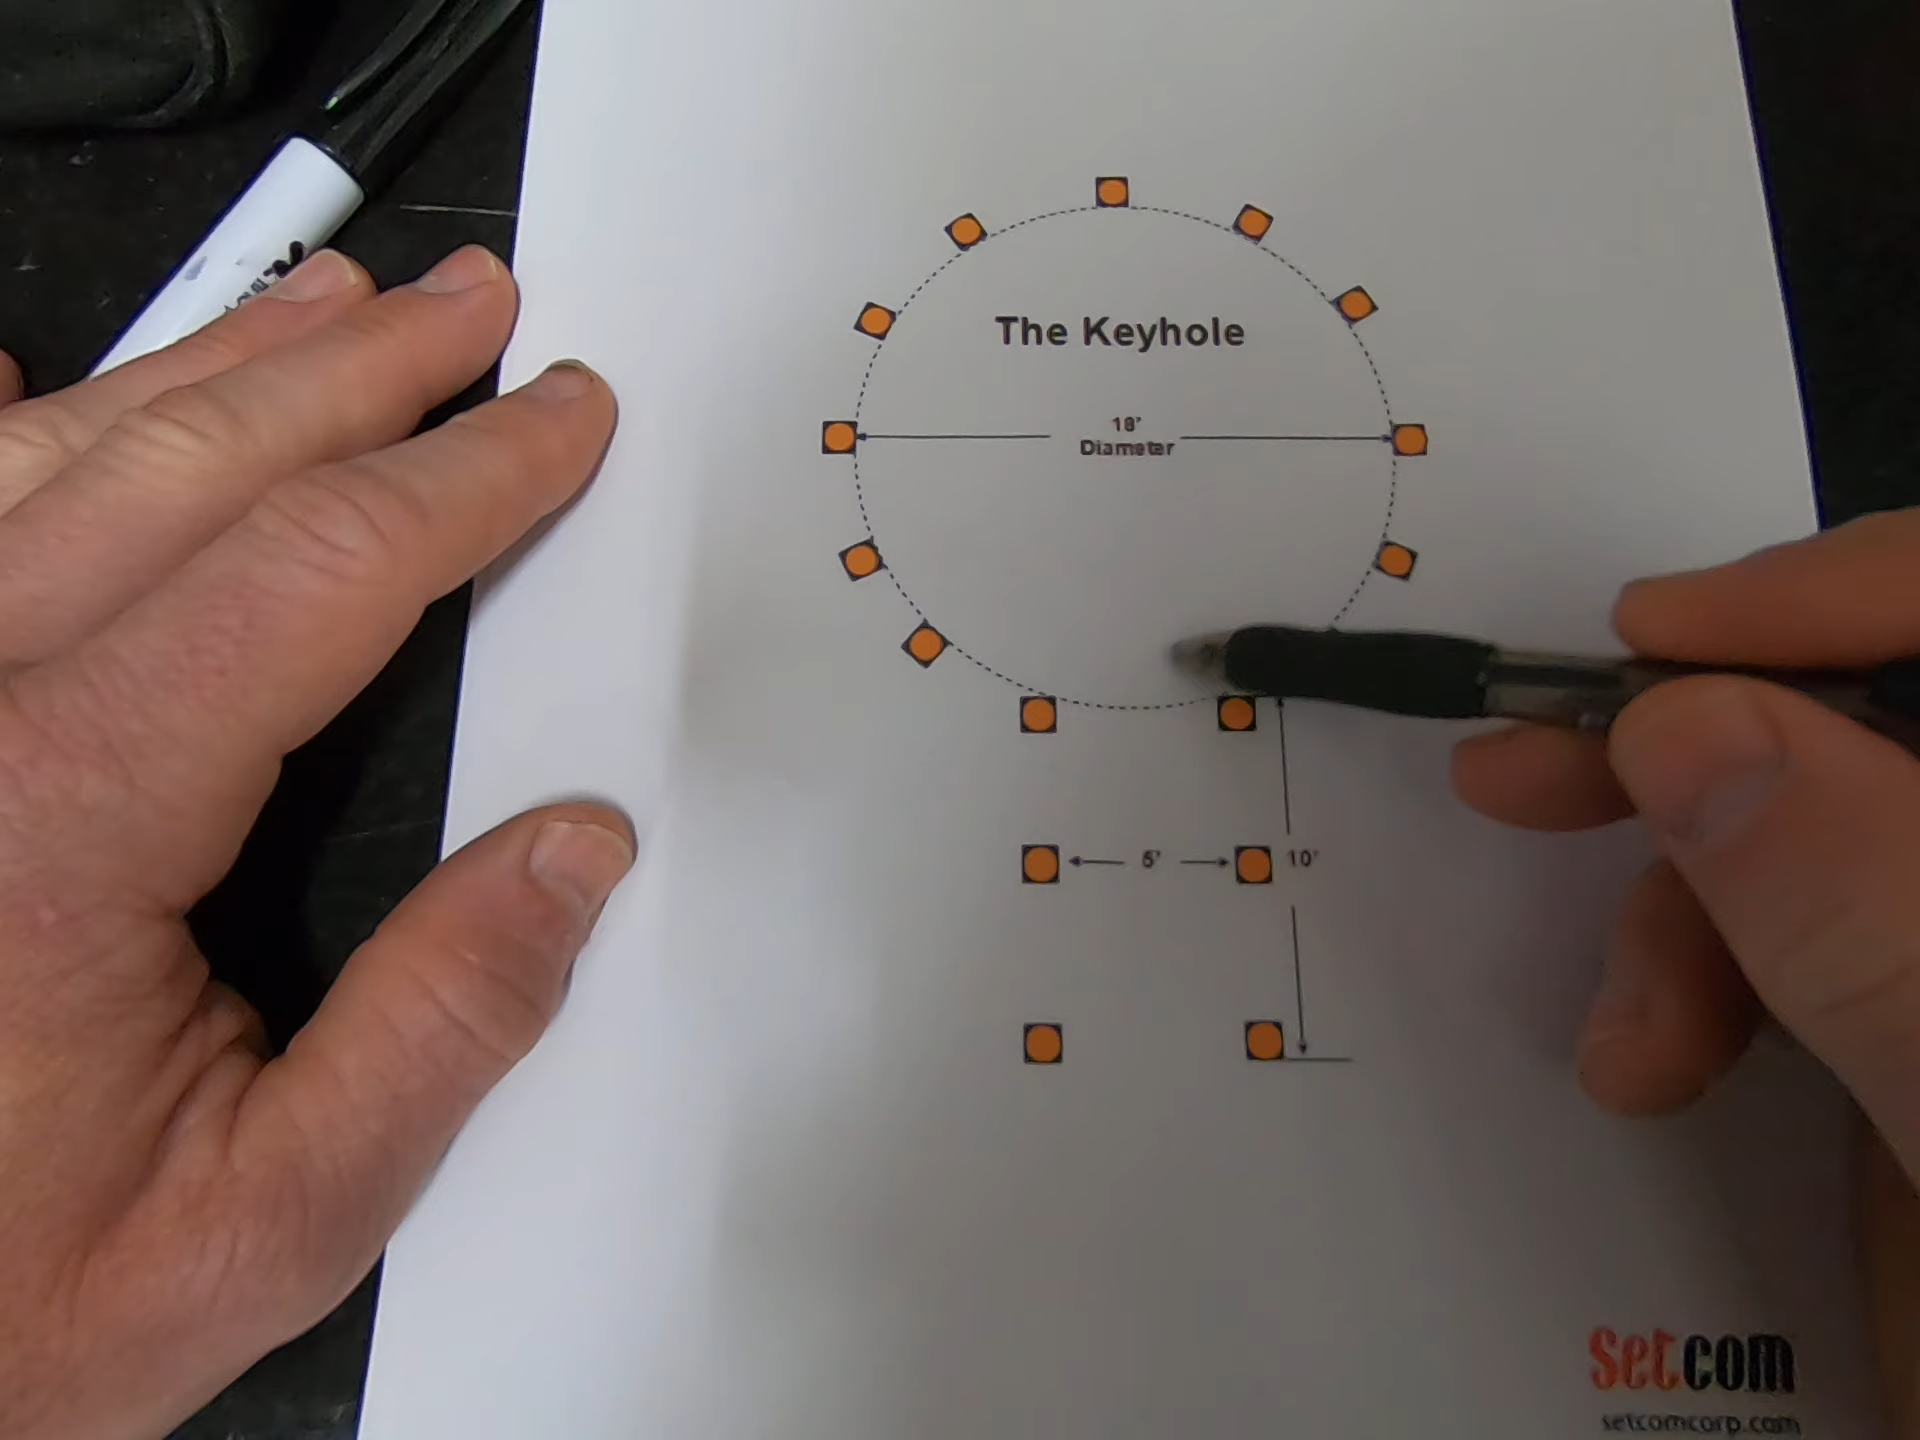 The Keyhole
18'
Diameter
5'
10'
setcom
setcomcorp.com